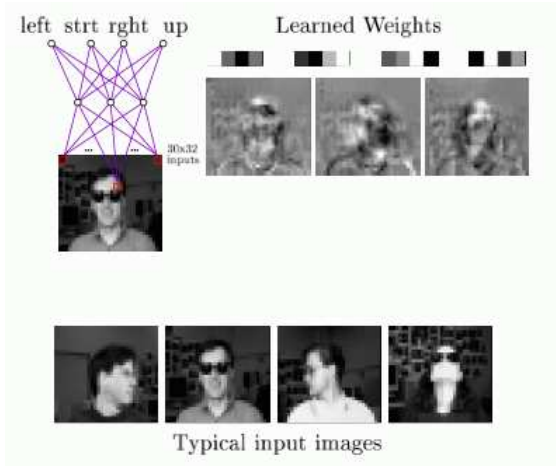 left strt rght up
Learned Weights
... ...
30x32
inputs
Typical input images